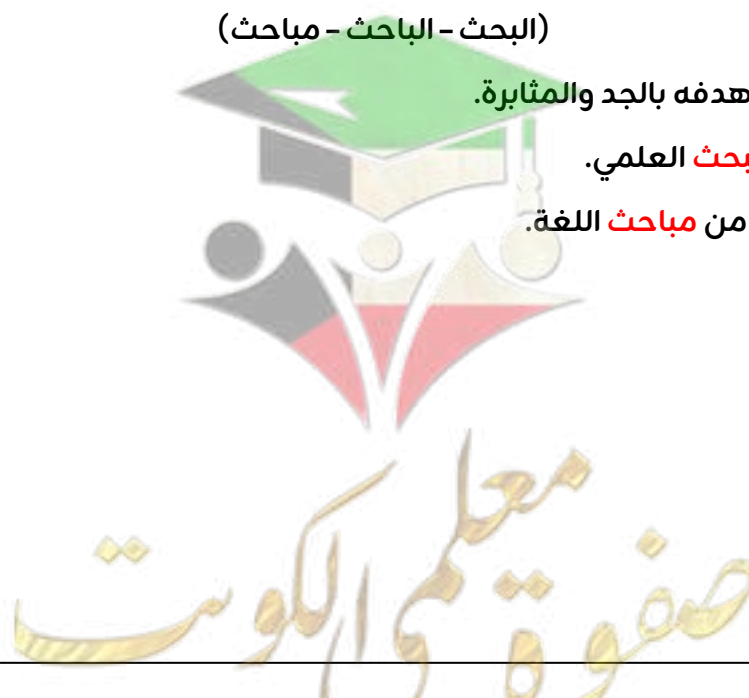 (البحث – الباحث – مباحث)
هدفه بالجد والمثابرة.
بحث العلمي.
من مباحث اللغة.
صفوة معلمي الكويت